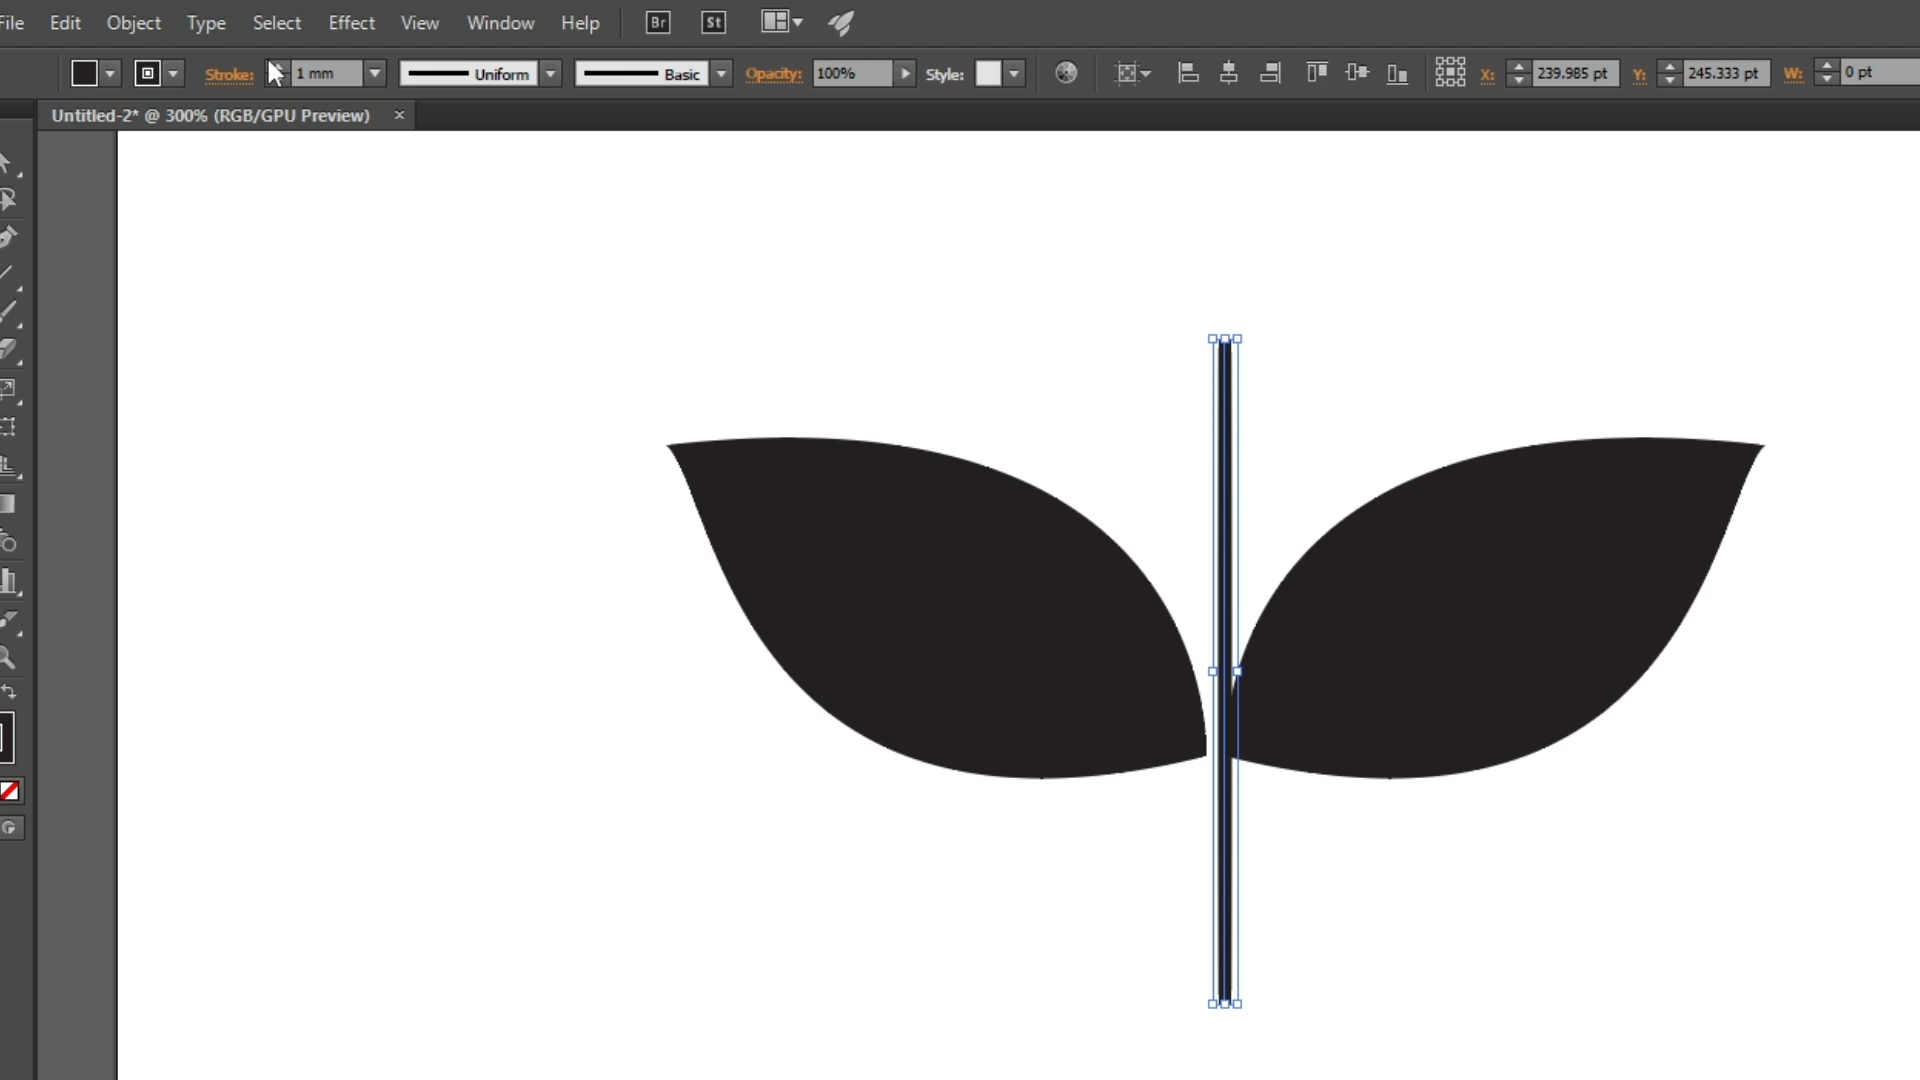 File Edit Object Type Select Effect View Window Help Br St
Stroke: 1 mm Uniform Basic Opacity: 100% Style: X: 239.985 pt Y: 245.333 pt W: 0 pt
Untitled-2* @ 300% (RGB/GPU Preview) ×